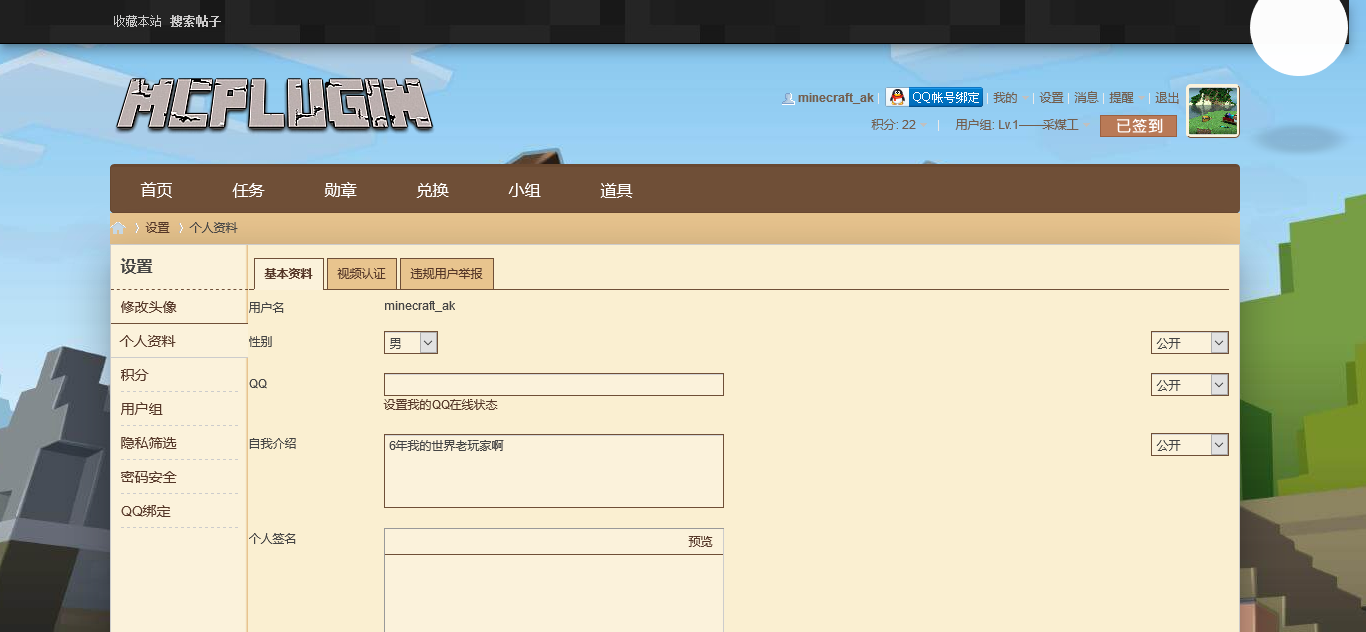 收藏本站 搜索帖子
MCPLUGIN
minecraft_ak QQ帐号绑定 我的 设置 消息 提醒 退出
积分: 22 用户组: Lv.1——采煤工 已签到
首页 任务 勋章 兑换 小组 道具
设置 个人资料
设置
基本资料 视频认证 违规用户举报
修改头像
个人资料
积分
用户组
隐私筛选
密码安全
QQ绑定
用户名 minecraft_ak
性别 男 公开
QQ 公开
设置我的QQ在线状态
自我介绍 6年我的世界老玩家啊 公开
个人签名 预览